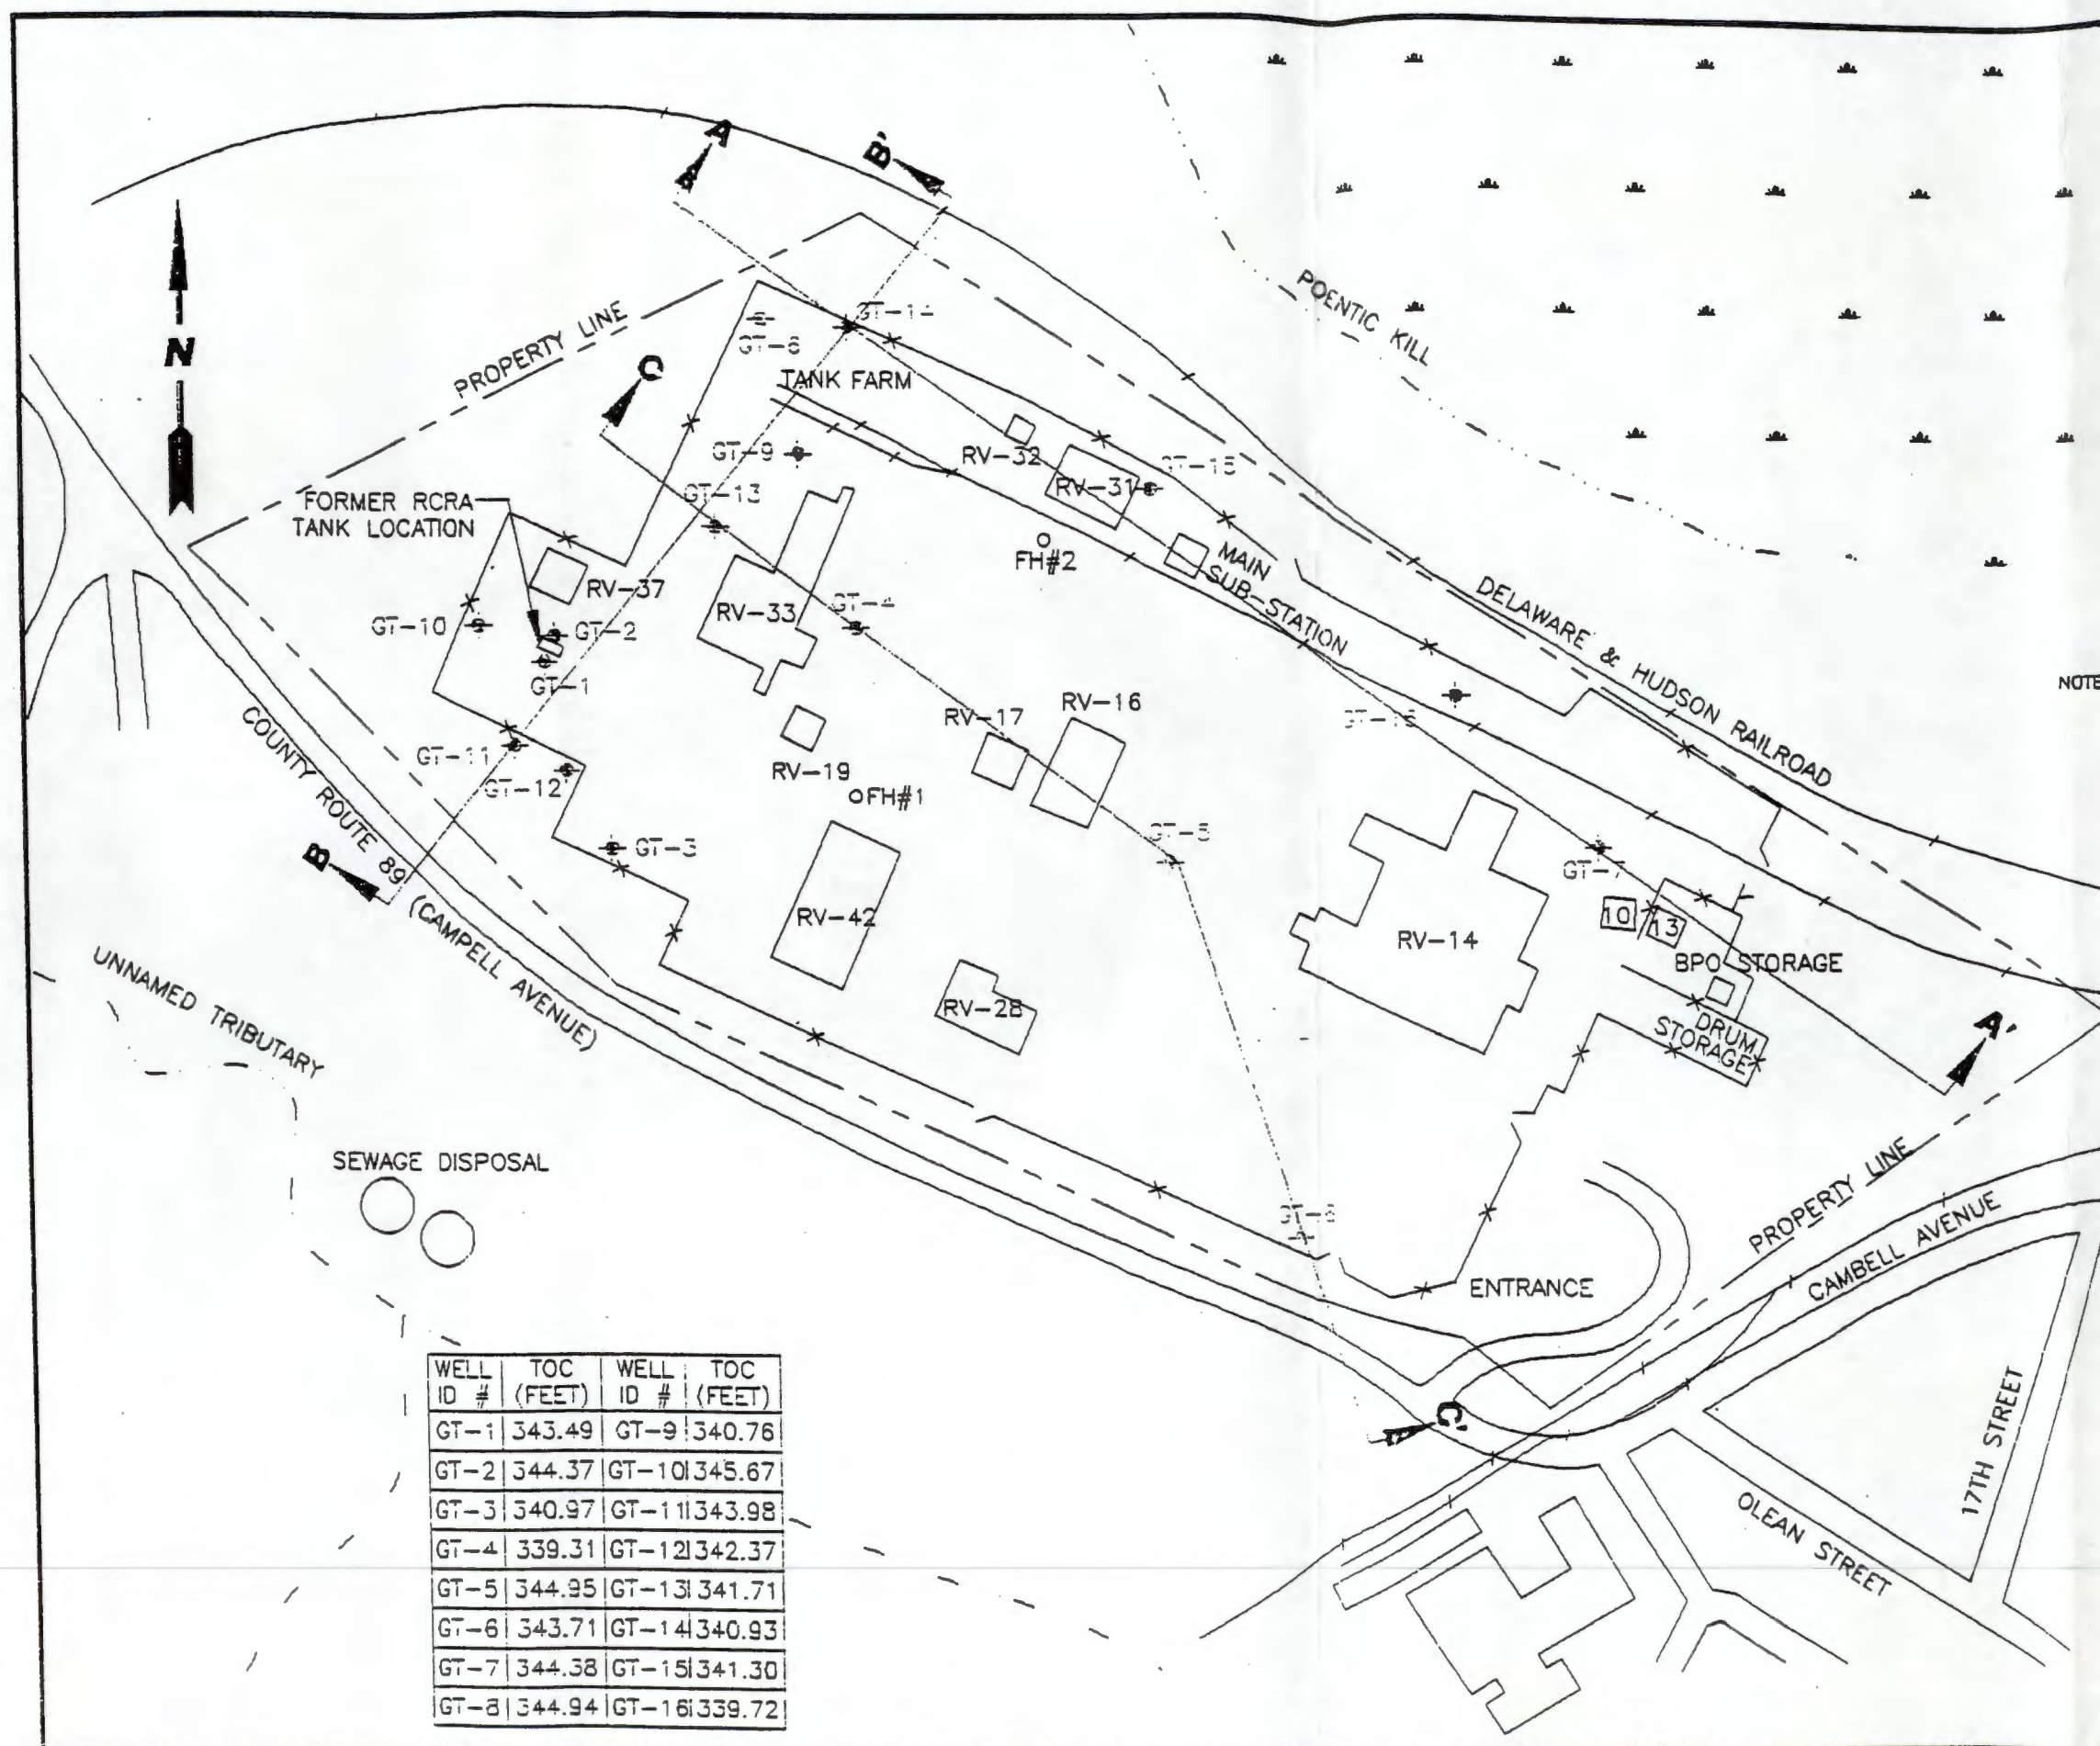 A
B'
N
POENTIC KILL
PROPERTY LINE
GT-14
GT-6
C
TANK FARM
RV-32
GT-9
GT-15
RV-31
GT-13
FORMER RCRA
TANK LOCATION
FH#2
MAIN
SUB-STATION
RV-37
RV-33
GT-4
GT-10
GT-2
GT-1
DELAWARE & HUDSON RAILROAD
NOTE
RV-16
RV-17
GT-16
GT-11
GT-12
RV-19
FH#1
COUNTY ROUTE 89 (CAMPELL AVENUE)
GT-3
GT-5
GT-7
B
RV-42
10
13
RV-14
BPO STORAGE
UNNAMED TRIBUTARY
RV-28
DRUM
STORAGE
A'
SEWAGE DISPOSAL
PROPERTY LINE
CAMBELL AVENUE
ENTRANCE
C'
17TH STREET
OLEAN STREET
WELL ID # TOC (FEET) WELL ID # TOC (FEET)
GT-1 343.49 GT-9 340.76
GT-2 344.37 GT-10 345.67
GT-3 340.97 GT-11 343.98
GT-4 339.31 GT-12 342.37
GT-5 344.95 GT-13 341.71
GT-6 343.71 GT-14 340.93
GT-7 344.38 GT-15 341.30
GT-8 344.94 GT-16 339.72